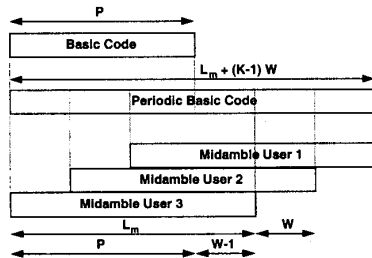 P
Basic Code
Lm + (K-1) W
Periodic Basic Code
Midamble User 1
Midamble User 2
Midamble User 3
Lm W
P W-1